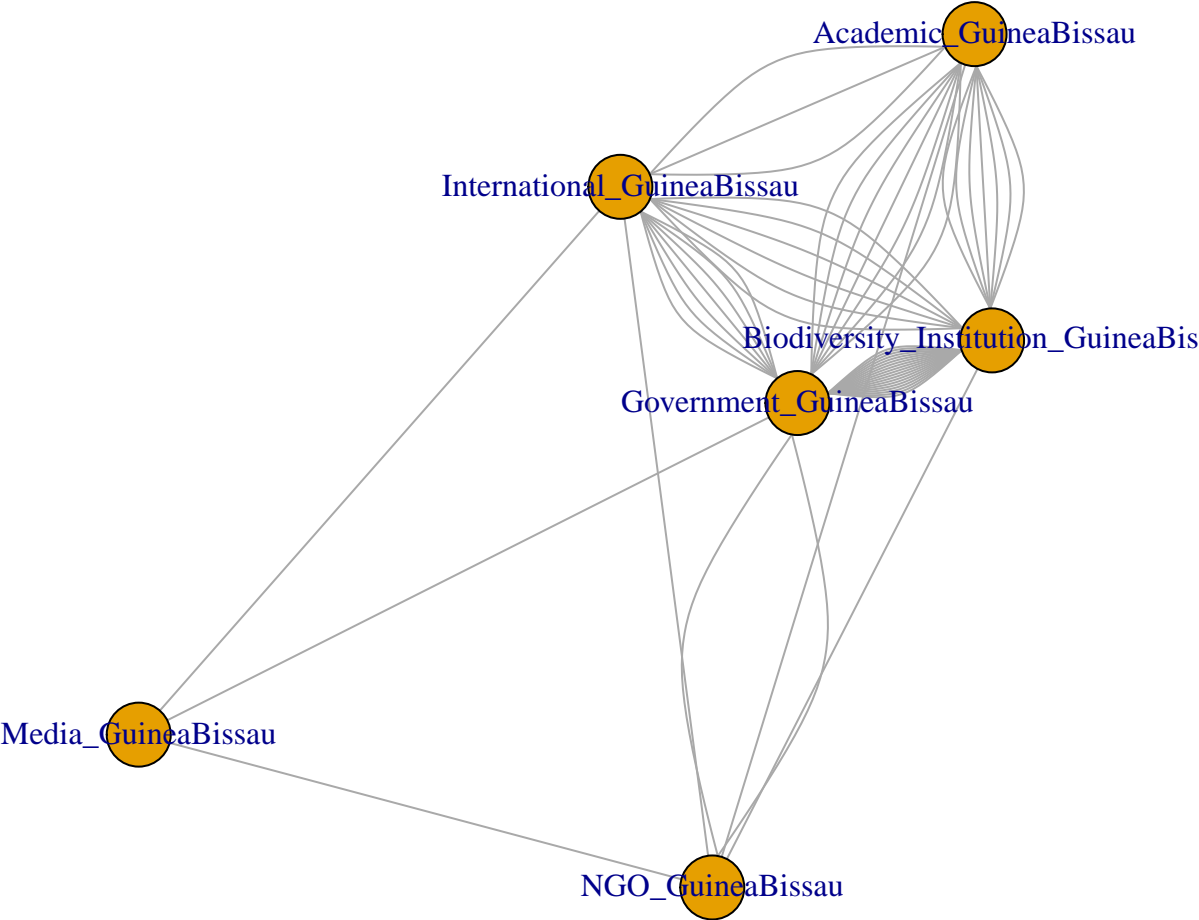 Academic_GuineaBissau
International_GuineaBissau
Biodiversity_Institution_GuineaBis
Government_GuineaBissau
Media_GuineaBissau
NGO_GuineaBissau